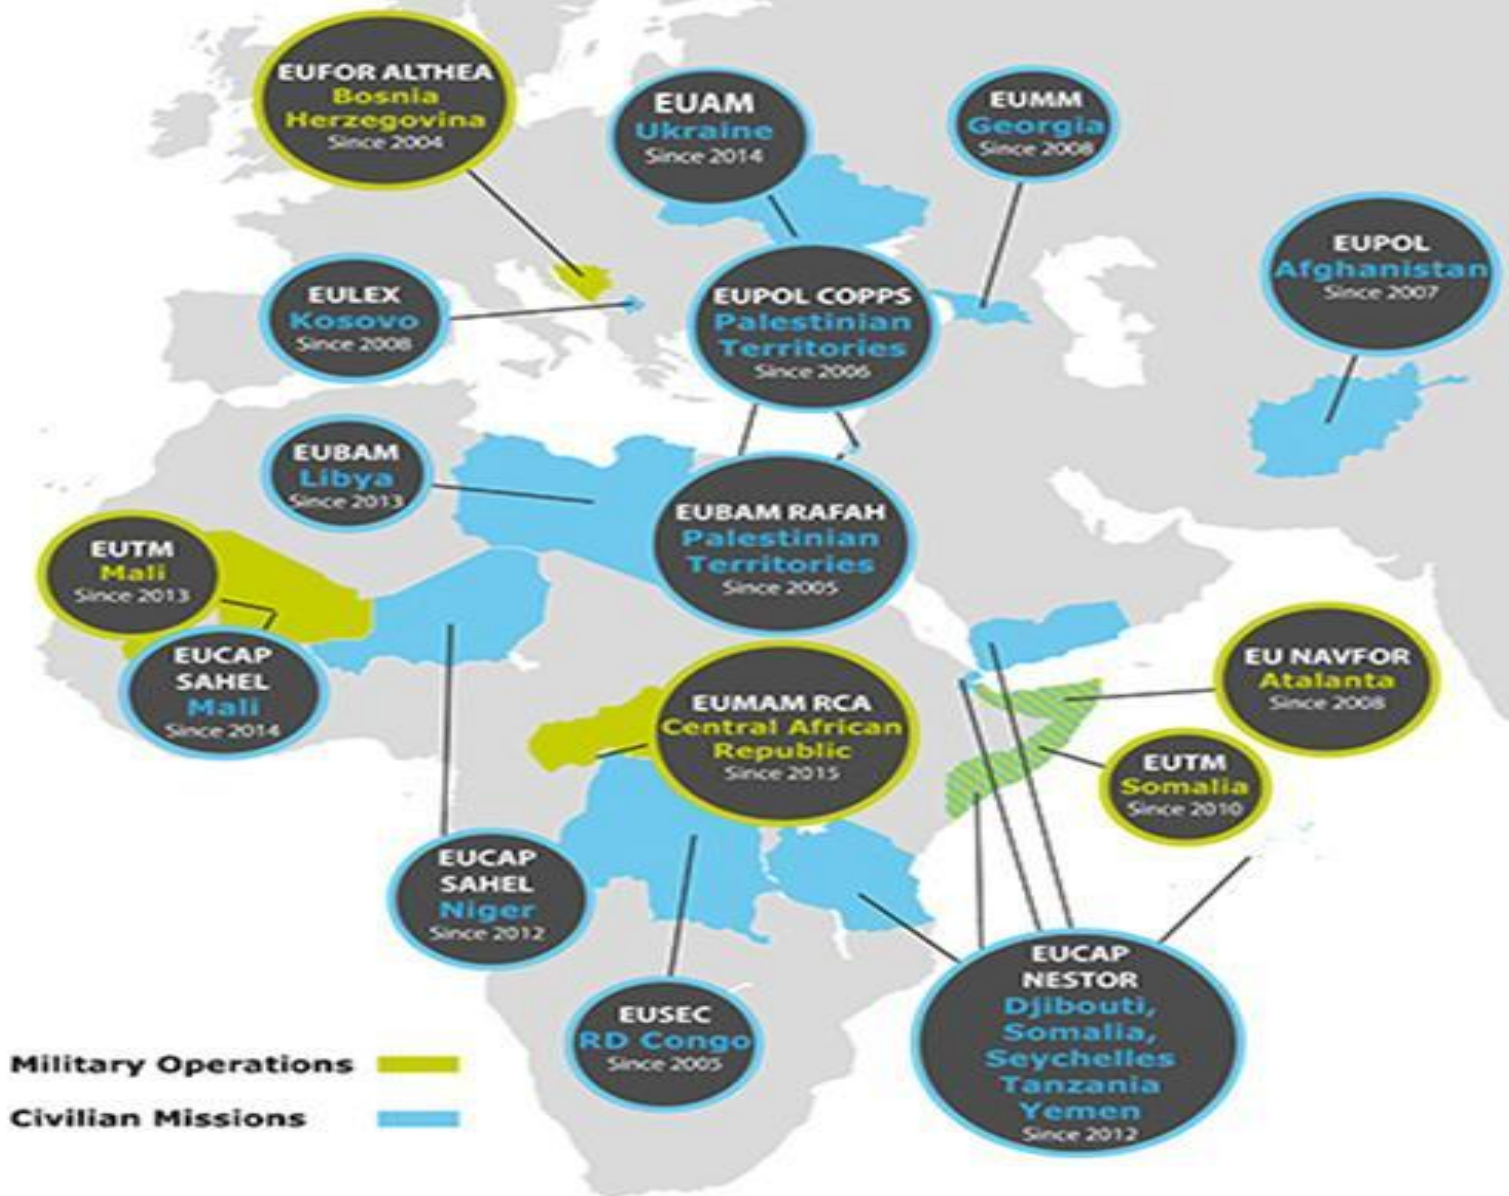 EUFOR ALTHEA
Bosnia
Herzegovina
Since 2004
EUAM
Ukraine
Since 2014
EUMM
Georgia
Since 2008
EUPOL
Afghanistan
Since 2007
EULEX
Kosovo
Since 2008
EUPOL COPPS
Palestinian
Territories
Since 2006
EUBAM
Libya
Since 2013
EUBAM RAFAH
Palestinian
Territories
Since 2005
EUTM
Mali
Since 2013
EUCAP
SAHEL
Mali
Since 2014
EUMAM RCA
Central African
Republic
Since 2015
EU NAVFOR
Atalanta
Since 2008
EUTM
Somalia
Since 2010
EUCAP
SAHEL
Niger
Since 2012
EUSEC
RD Congo
Since 2005
EUCAP
NESTOR
Djibouti,
Somalia,
Seychelles
Tanzania
Yemen
Since 2012
Military Operations
Civilian Missions